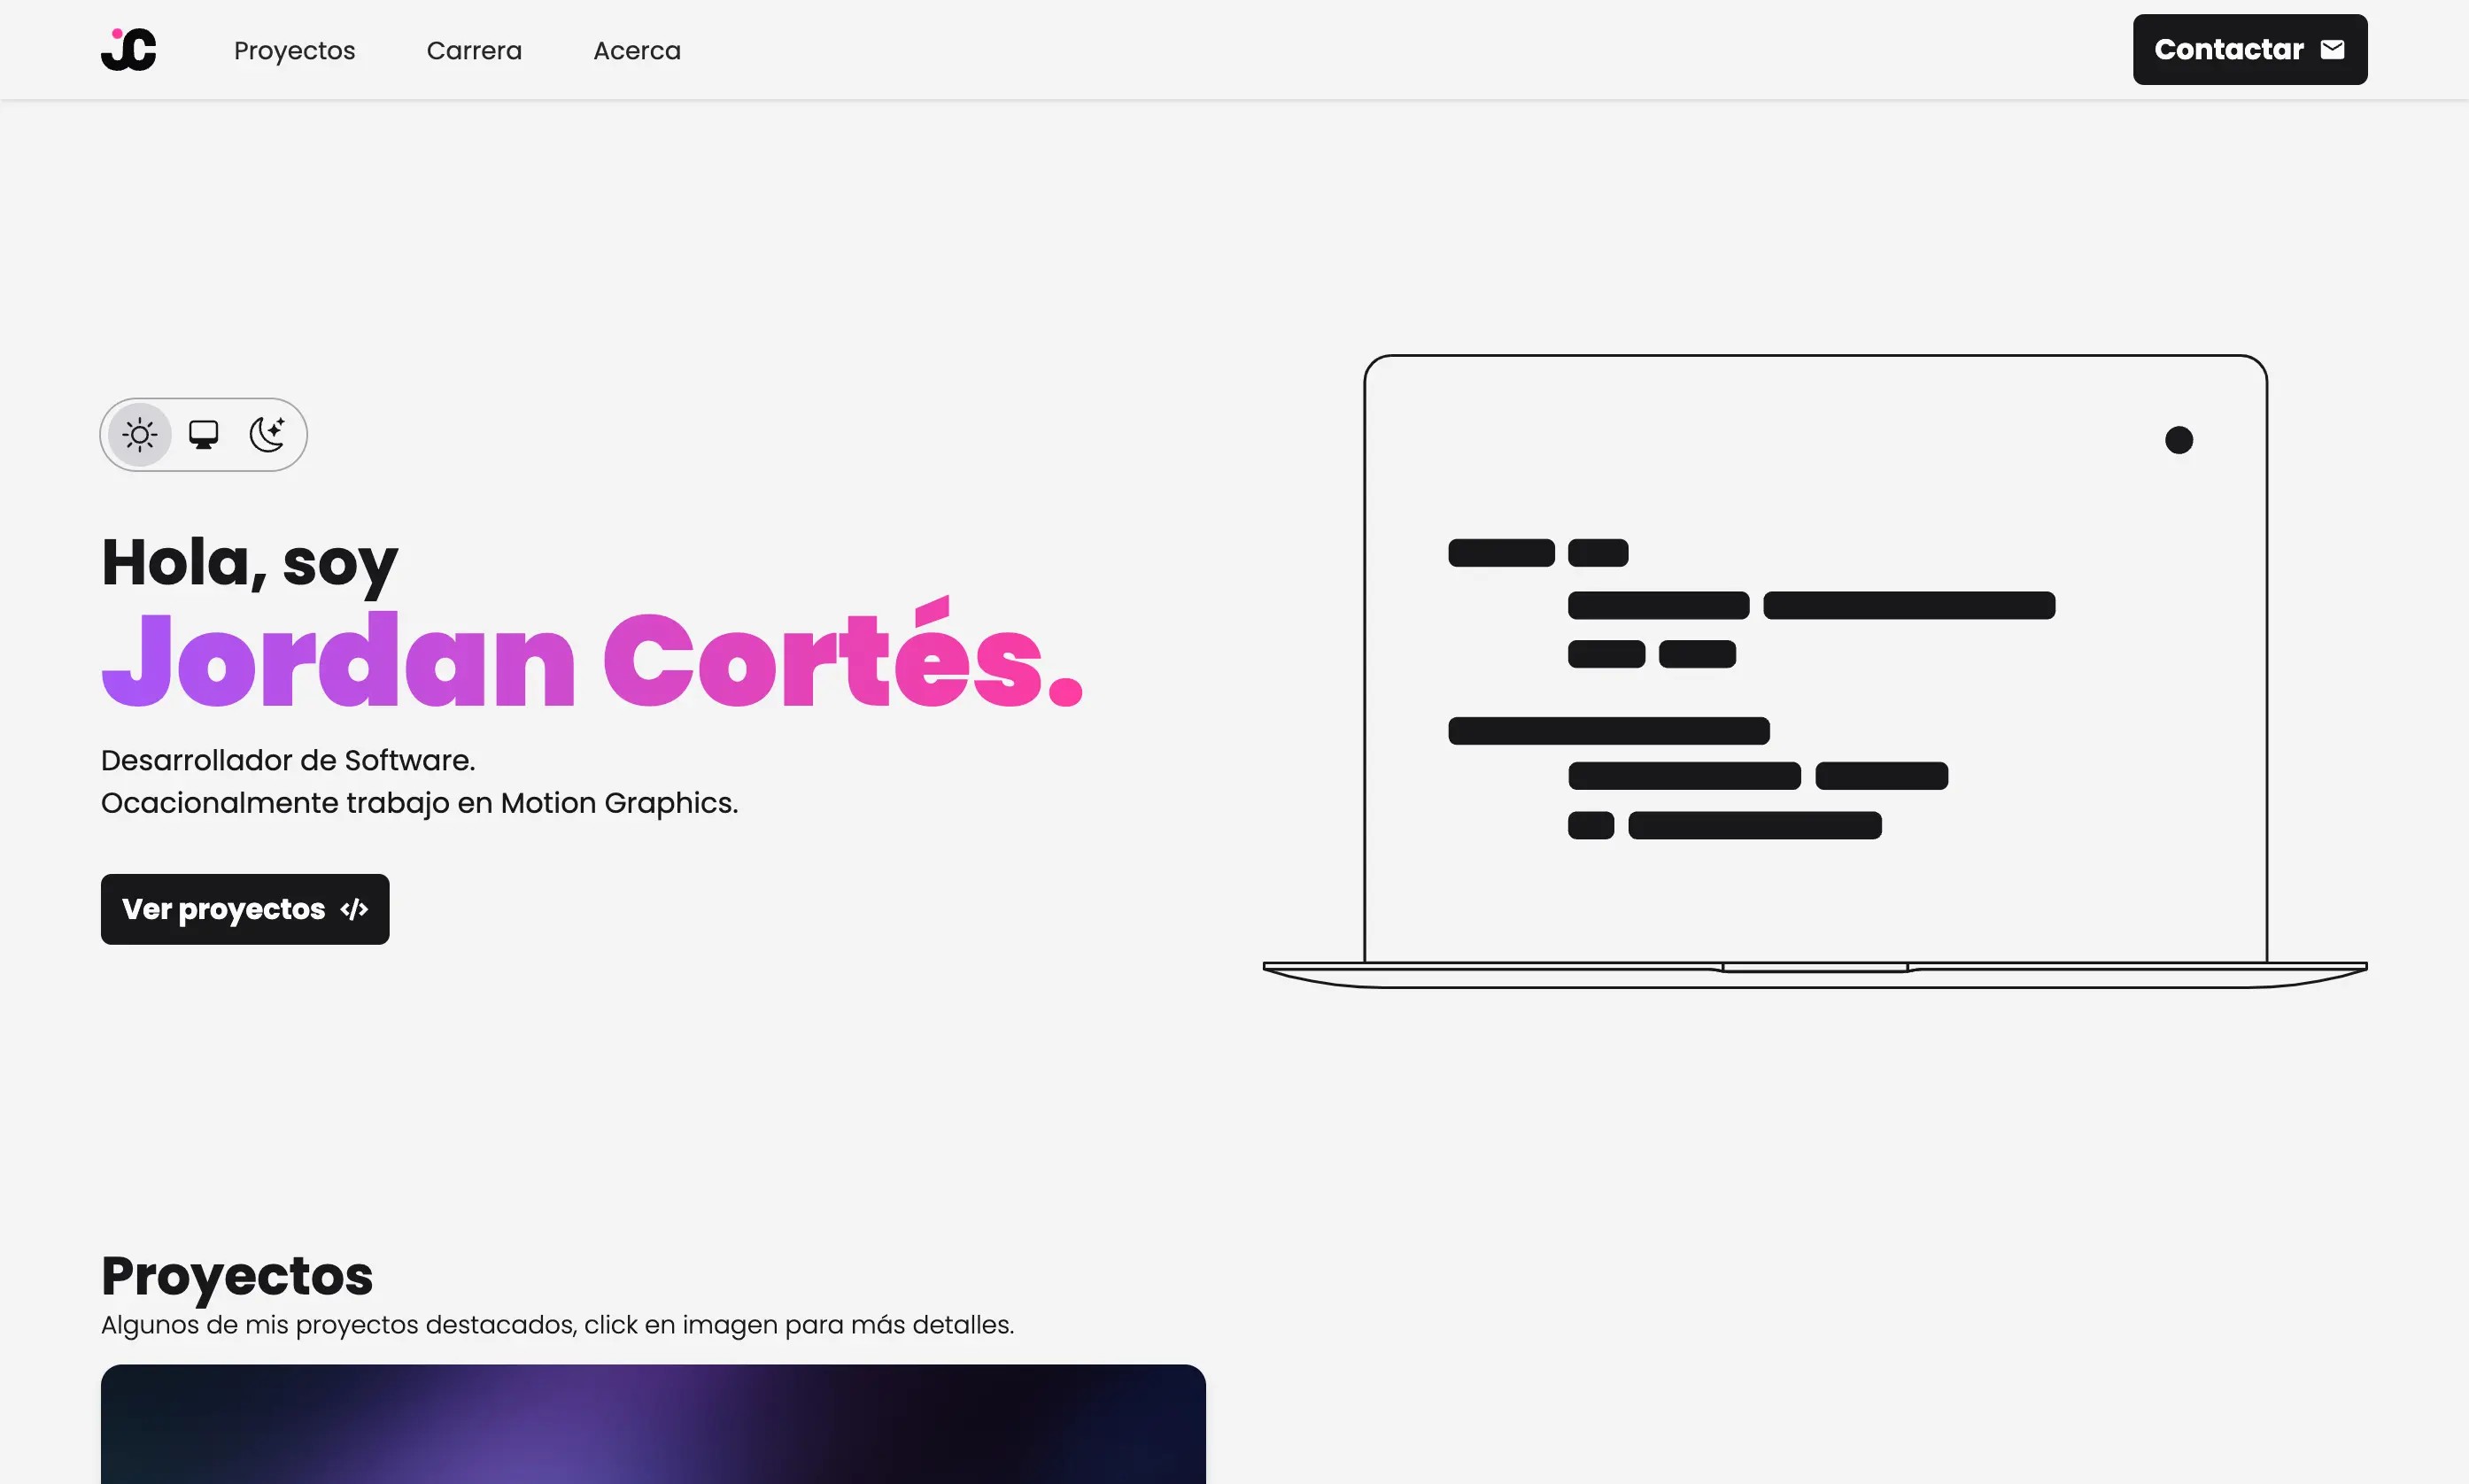 JC
Proyectos
Carrera
Acerca
Contactar
Hola, soy
Jordan Cortés.
Desarrollador de Software.
Ocacionalmente trabajo en Motion Graphics.
Ver proyectos </>
Proyectos
Algunos de mis proyectos destacados, click en imagen para más detalles.